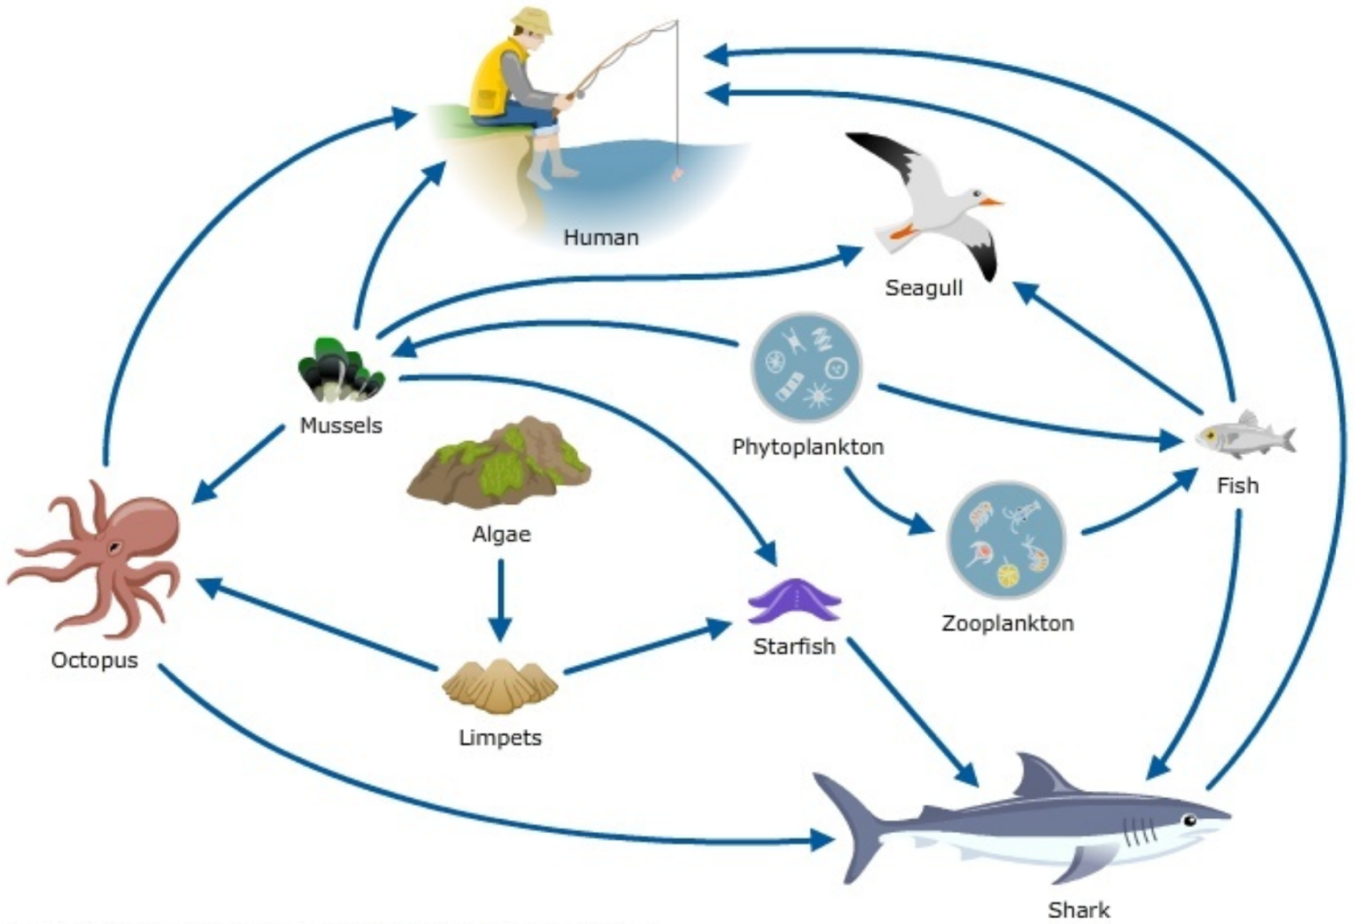 Human
Seagull
Mussels
Phytoplankton
Fish
Algae
Zooplankton
Starfish
Octopus
Limpets
Shark